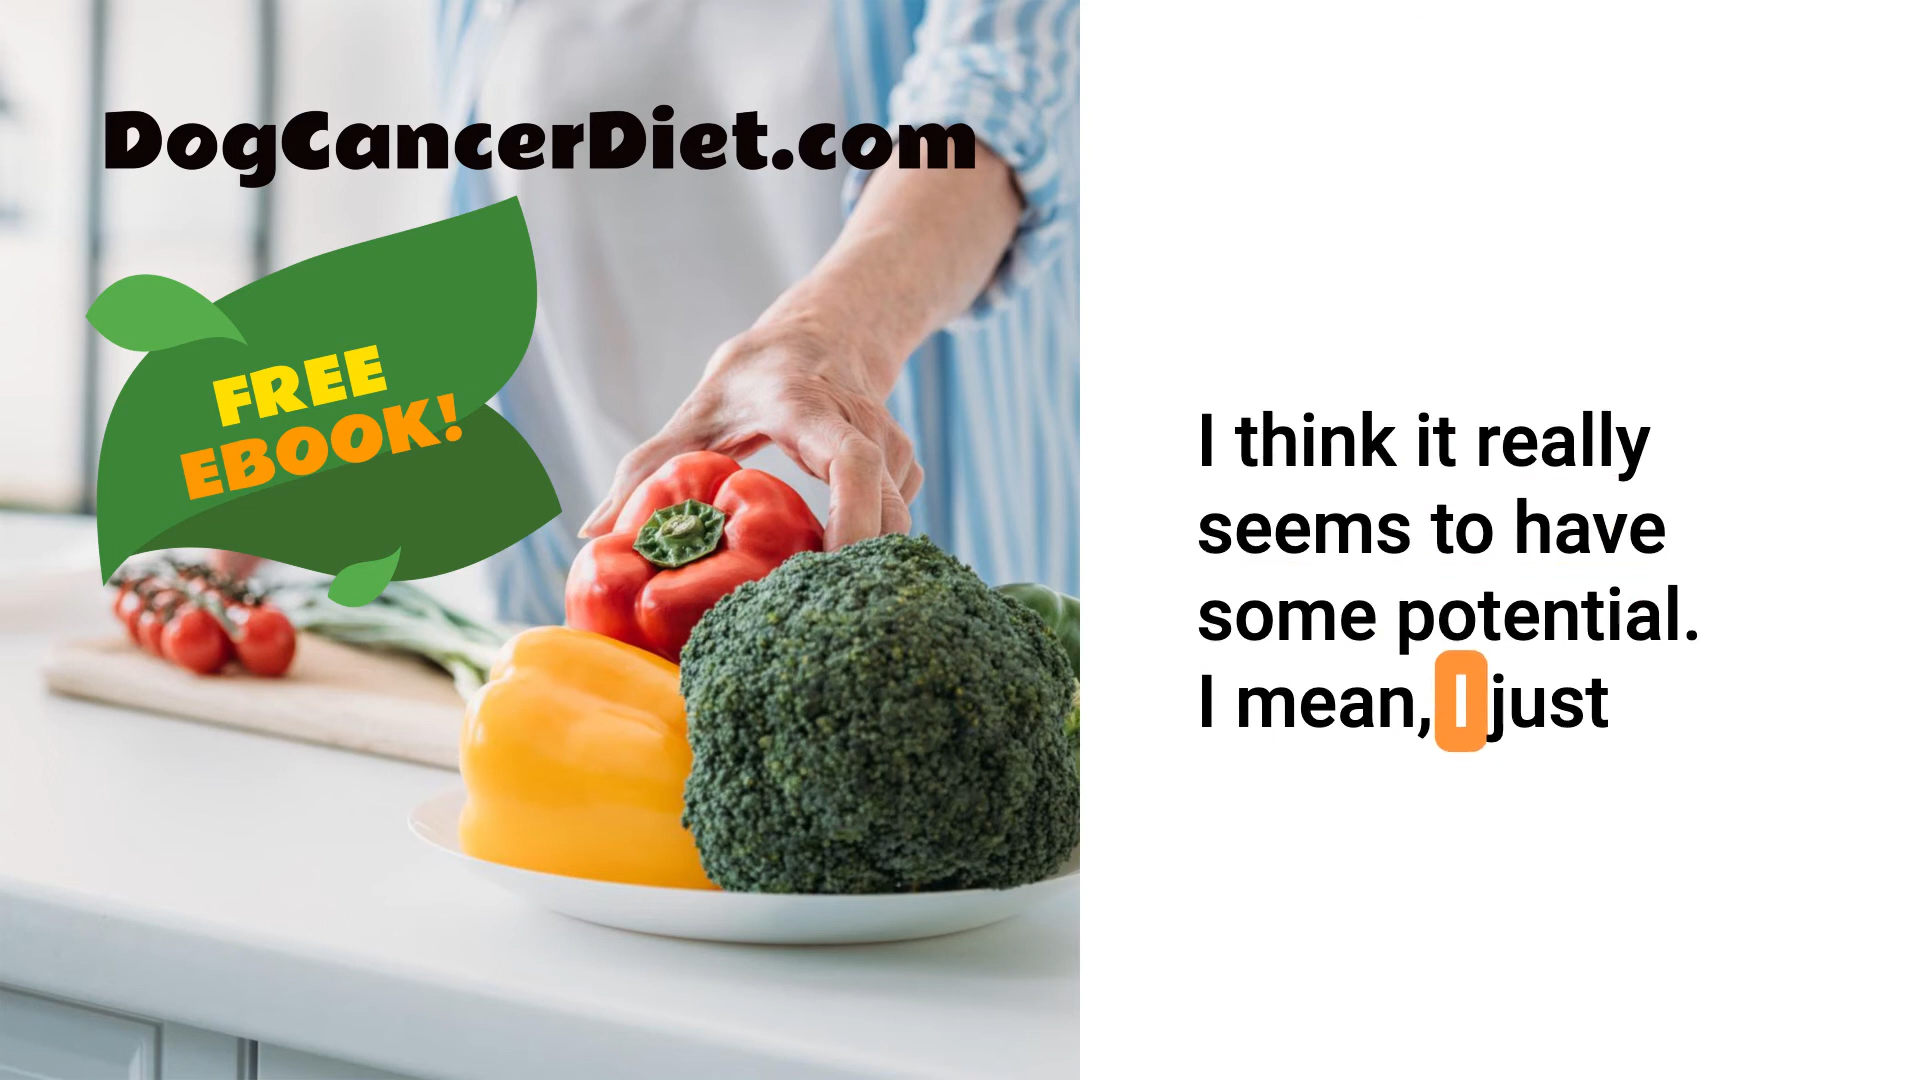 DogCancerDiet.com
FREE
EBOOK!
I think it really
seems to have
some potential.
I mean, I just